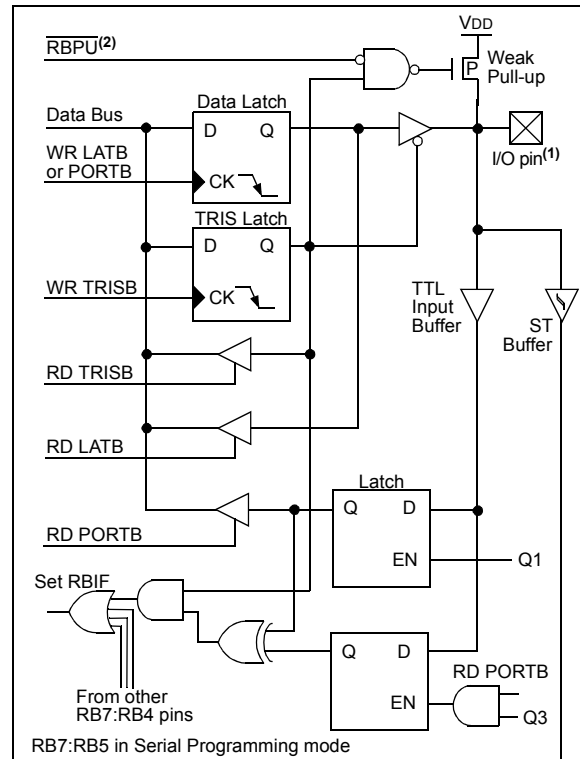 RBPU(2)
VDD
P
Weak
Pull-up
Data Bus
Data Latch
D Q
WR LATB
or PORTB
CK
I/O pin(1)
TRIS Latch
D Q
WR TRISB
CK
TTL
Input
Buffer
ST
Buffer
RD TRISB
RD LATB
Latch
Q D
RD PORTB
EN
Q1
Set RBIF
Q D
RD PORTB
EN
Q3
From other
RB7:RB4 pins
RB7:RB5 in Serial Programming mode